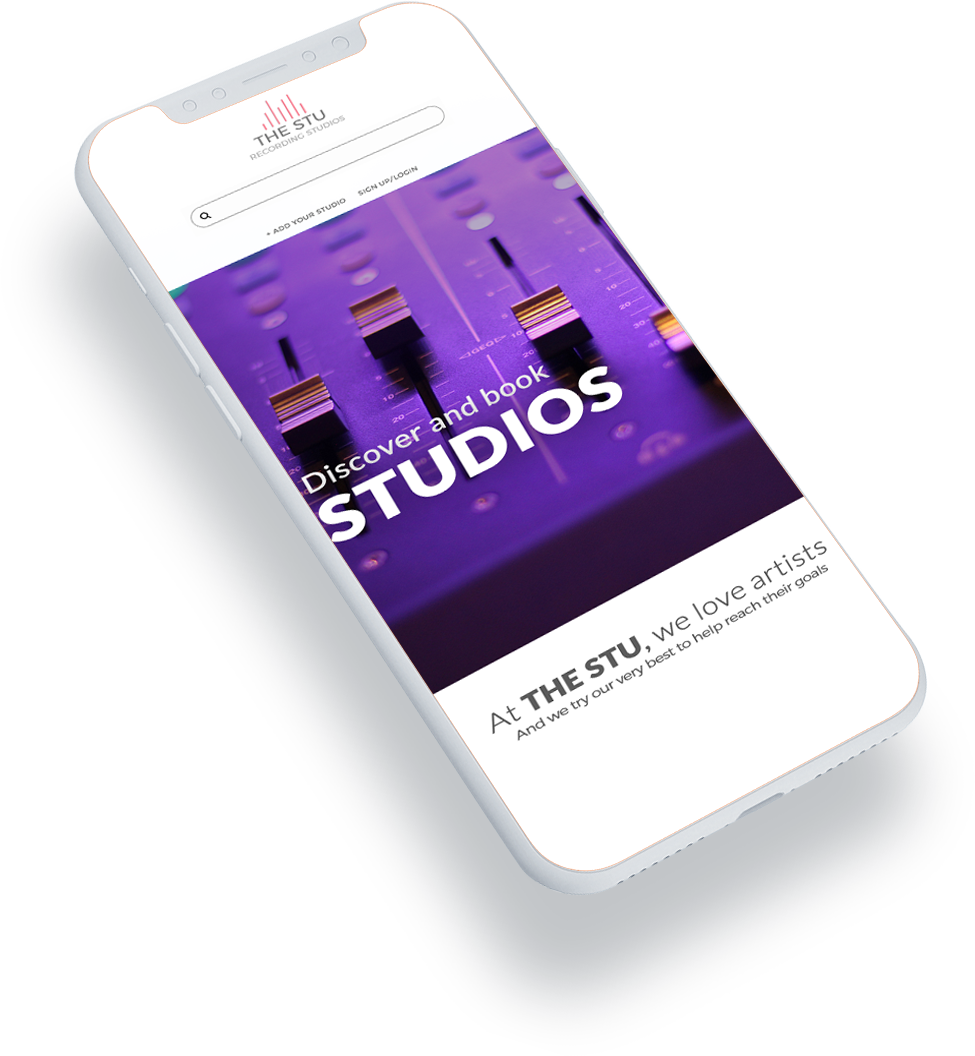 THE STU
RECORDING STUDIOS
+ ADD YOUR STUDIO SIGN UP/LOGIN
Discover and book
STUDIOS
At THE STU, we love artists
And we try our very best to help reach their goals